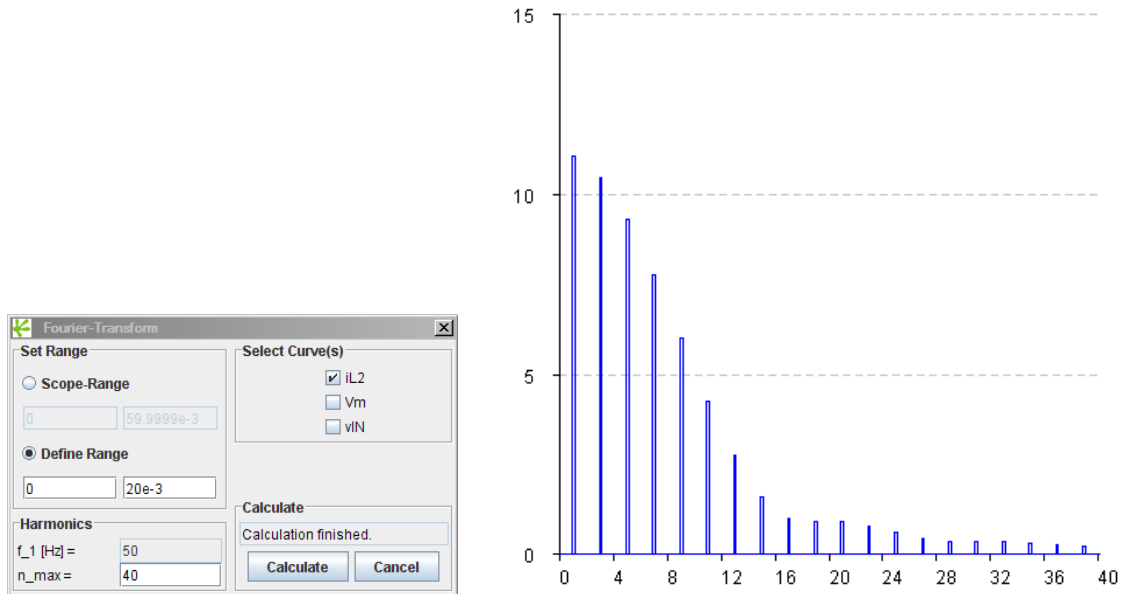 Fourier-Transform
Set Range
Scope-Range
0 59.9999e-3
Define Range
0 20e-3
Harmonics
f_1 [Hz] = 50
n_max = 40
Select Curve(s)
iL2
Vm
vIN
Calculate
Calculation finished.
Calculate Cancel
15
10
5
0
0 4 8 12 16 20 24 28 32 36 40